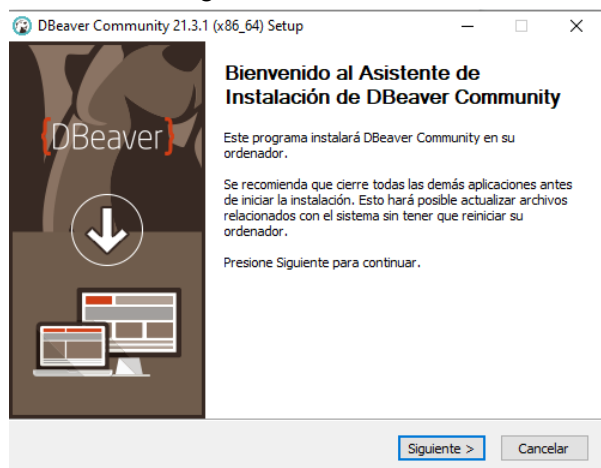 DBeaver Community 21.3.1 (x86_64) Setup
Bienvenido al Asistente de
Instalación de DBeaver Community
{DBeaver}
Este programa instalará DBeaver Community en su
ordenador.
Se recomienda que cierre todas las demás aplicaciones antes
de iniciar la instalación. Esto hará posible actualizar archivos
relacionados con el sistema sin tener que reiniciar su
ordenador.
Presione Siguiente para continuar.
Siguiente >
Cancelar